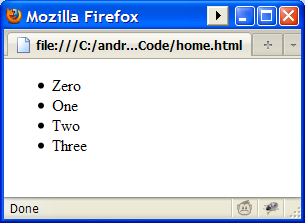 Mozilla Firefox
file:///C:/andr...Code/home.html
Zero
One
Two
Three
Done